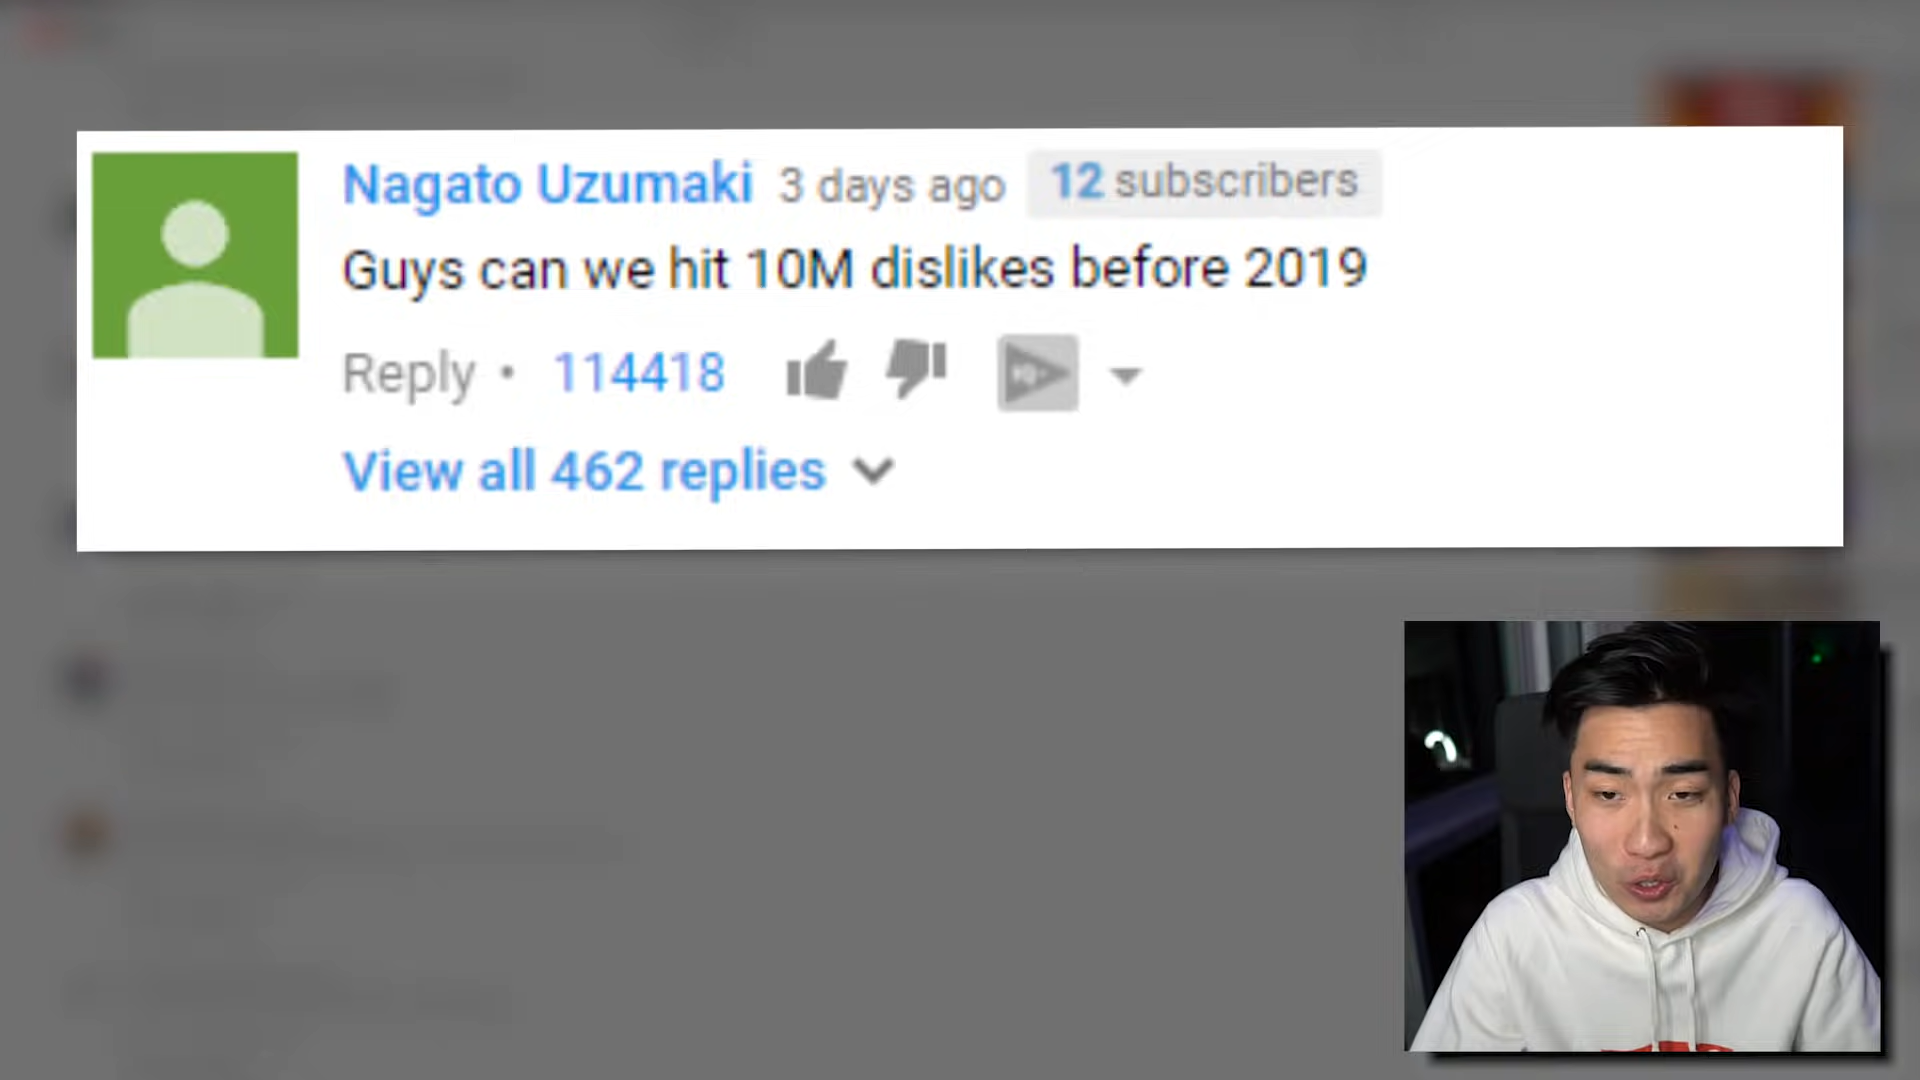 Nagato Uzumaki 3 days ago 12 subscribers
Guys can we hit 10M dislikes before 2019
Reply • 114418
View all 462 replies